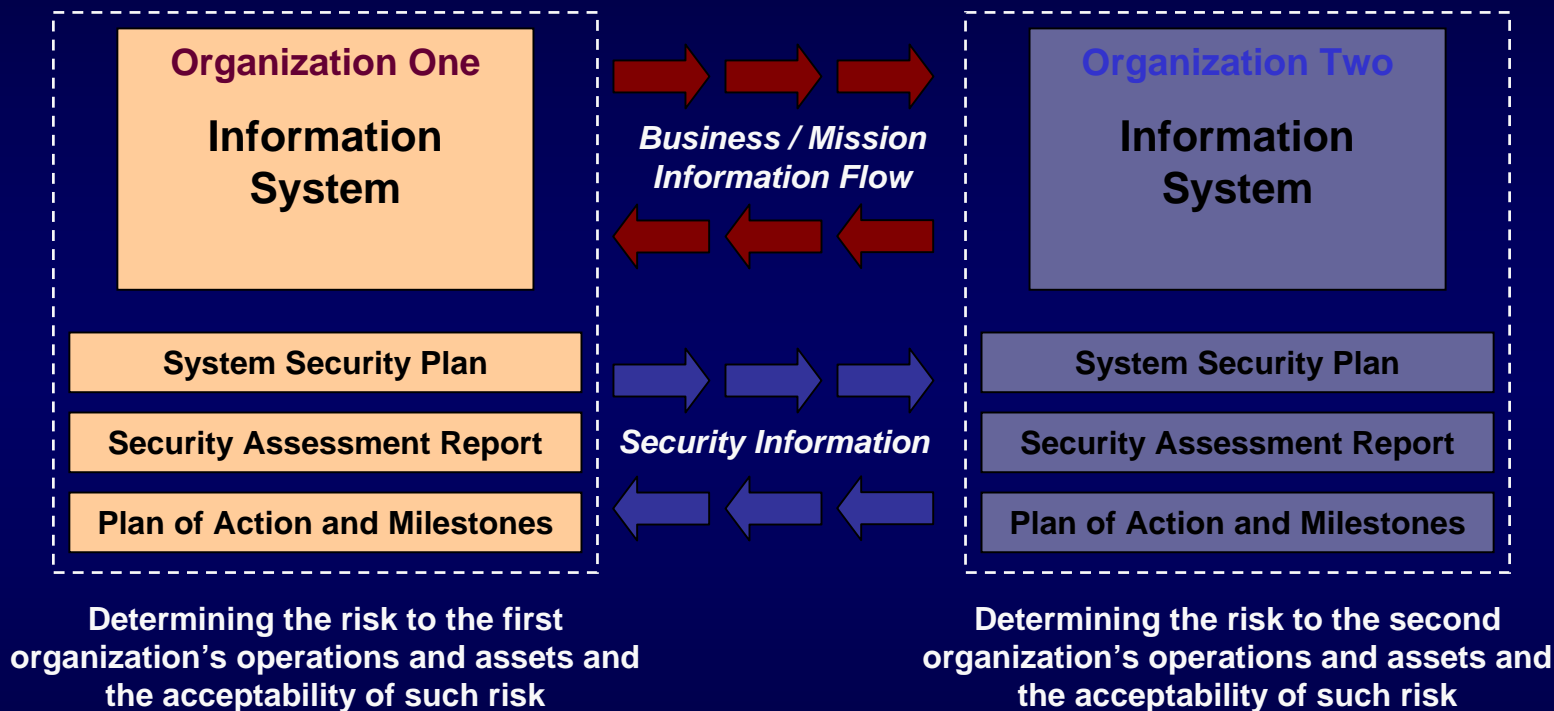 Organization One
Information
System
System Security Plan
Security Assessment Report
Plan of Action and Milestones
Determining the risk to the first
organization's operations and assets and
the acceptability of such risk
Business / Mission
Information Flow
Security Information
Organization Two
Information
System
System Security Plan
Security Assessment Report
Plan of Action and Milestones
Determining the risk to the second
organization's operations and assets and
the acceptability of such risk